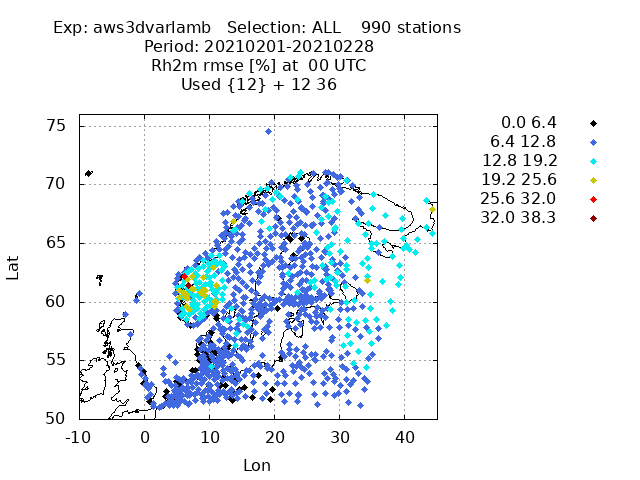 Exp: aws3dvarlamb   Selection: ALL    990 stations
Period: 20210201-20210228
Rh2m rmse [%] at  00 UTC
Used {12} + 12 36
0.0 6.4
6.4 12.8
12.8 19.2
19.2 25.6
25.6 32.0
32.0 38.3
75
70
65
60
55
50
Lat
-10 0 10 20 30 40
Lon